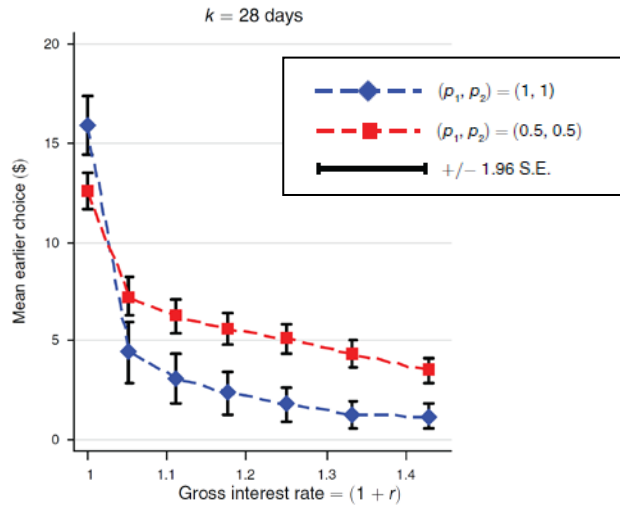 k = 28 days
20
15
10
5
0
Mean earlier choice ($)
1
1.1
1.2
1.3
1.4
Gross interest rate = (1 + r)
(p₁, p₂) = (1, 1)
(p₁, p₂) = (0.5, 0.5)
+/− 1.96 S.E.